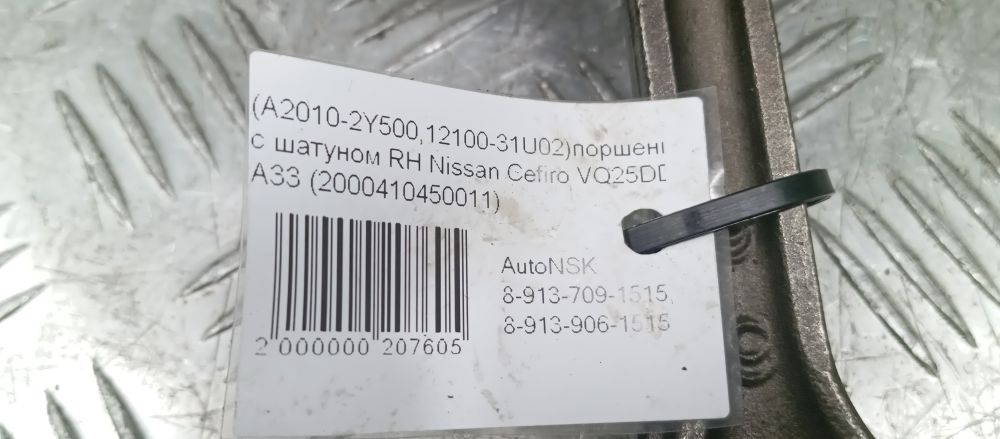 (A2010-2Y500,12100-31U02)поршень
с шатуном RH Nissan Cefiro VQ25DD
A33 (2000410450011)
AutoNSK
8-913-709-1515,
8-913-906-1515
2 000000 207605